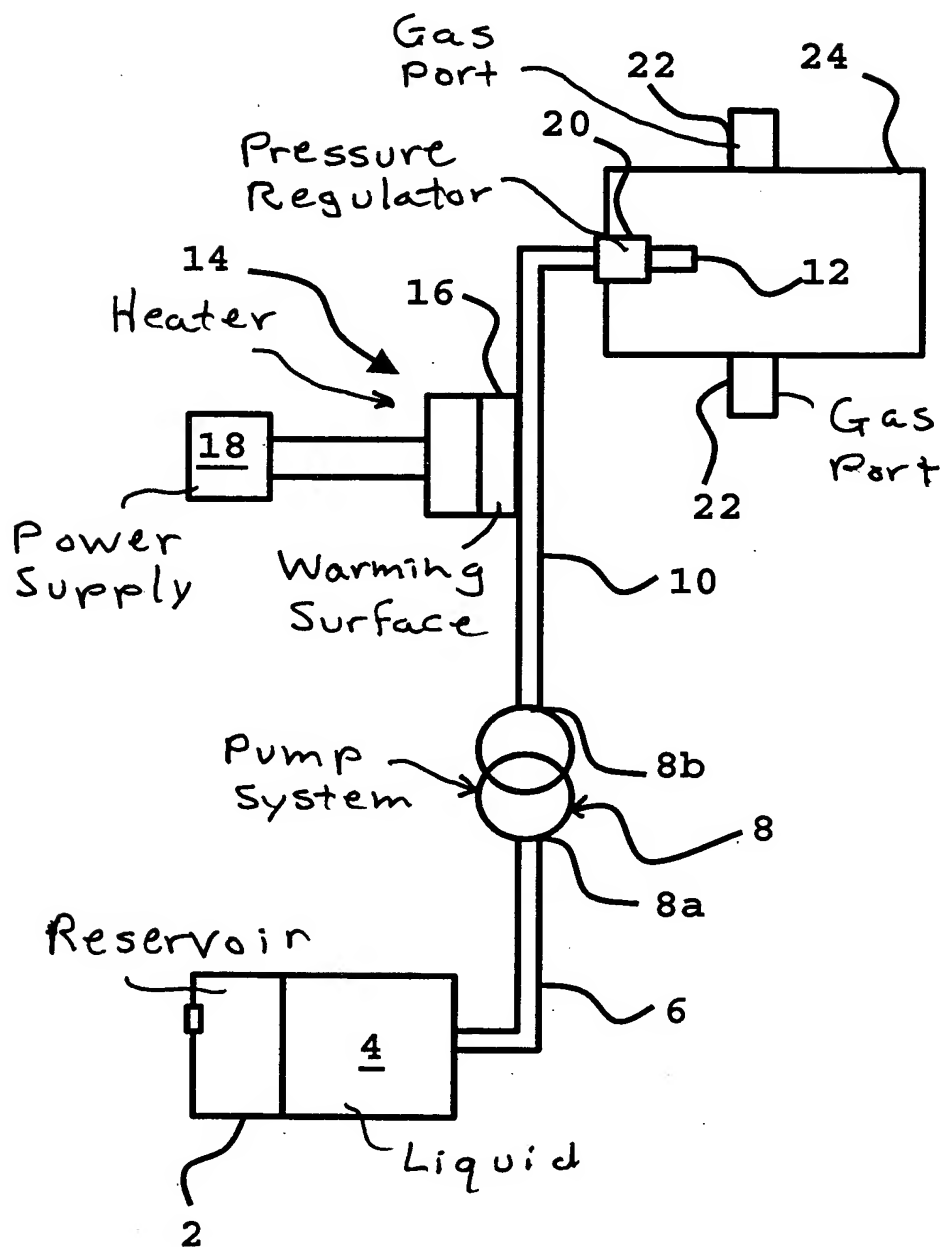 Gas
Port
22
24
20
Pressure
Regulator
14
12
16
Heater
18
Gas
Port
22
Power
Supply
Warming
Surface
10
Pump
System
8b
8
8a
Reservoir
6
4
Liquid
2